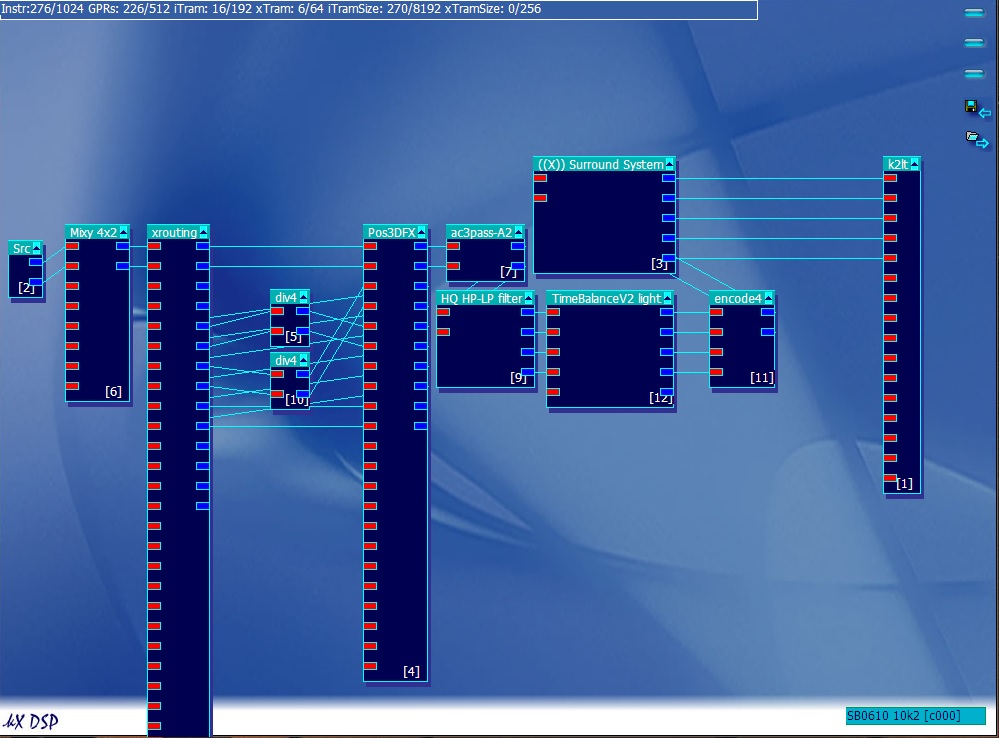 Instr:276/1024 GPRs: 226/512 iTram: 16/192 xTram: 6/64 iTramSize: 270/8192 xTramSize: 0/256
((X)) Surround System
k2lt
Src
Mixy 4x2
xrouting
Pos3DFX
ac3pass-A2
[3]
[7]
[2]
div4
HQ HP-LP filter
TimeBalanceV2 light
encode4
[5]
div4
[9]
[11]
[6]
[10]
[12]
[1]
[4]
kX DSP
SB0610 10k2 [c000]